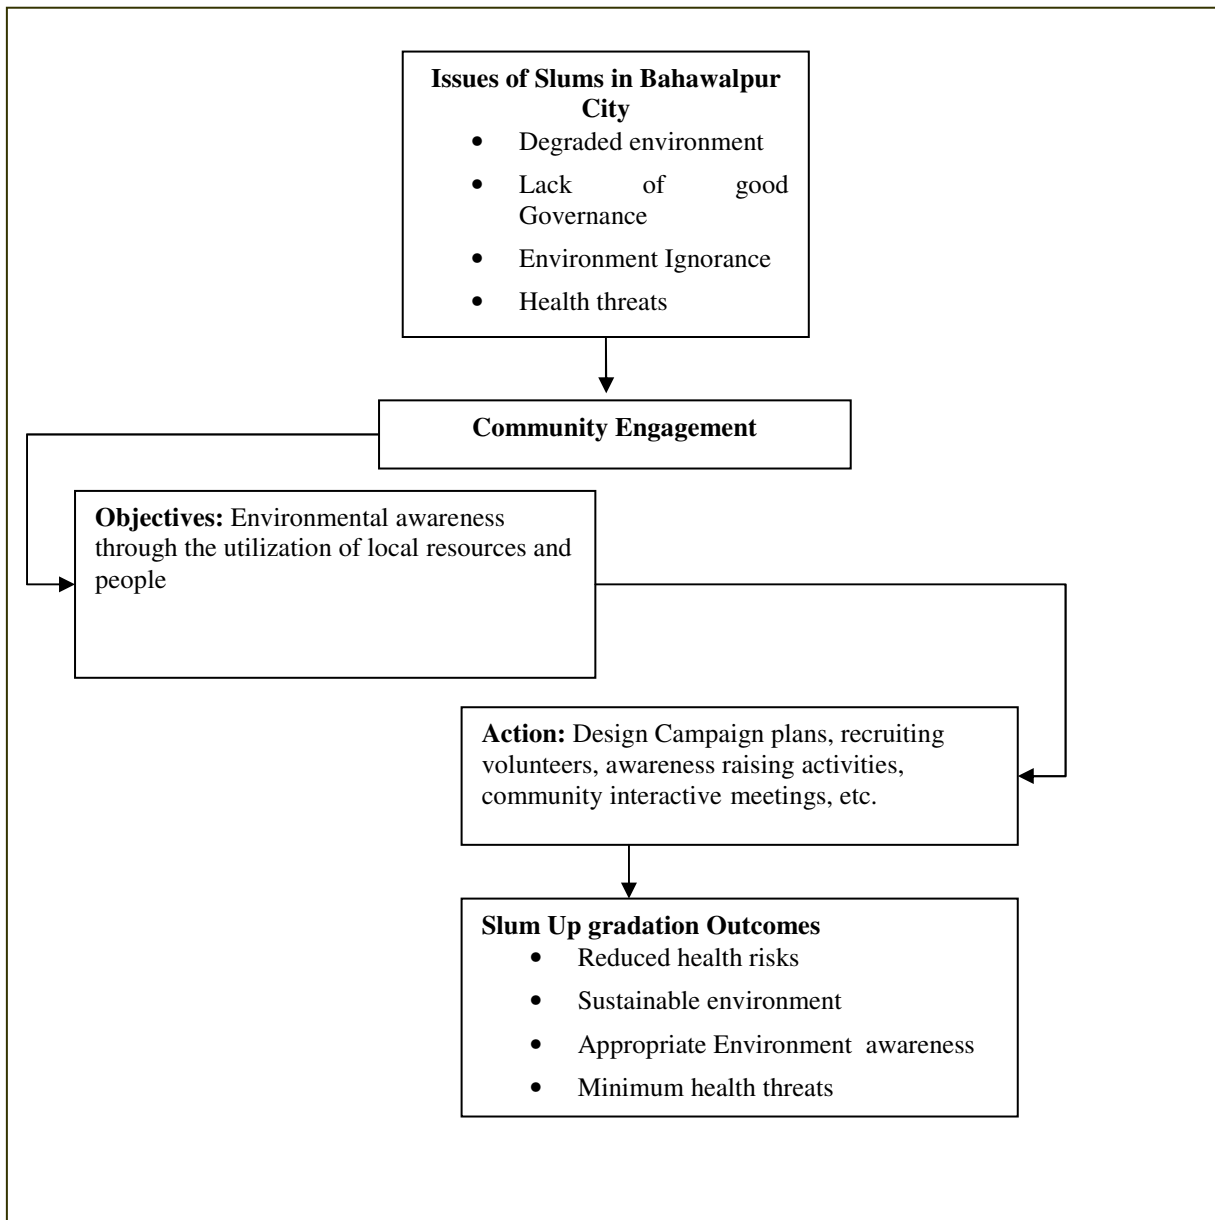 Issues of Slums in Bahawalpur
City
• Degraded environment
• Lack of good
Governance
• Environment Ignorance
• Health threats
Community Engagement
Objectives: Environmental awareness
through the utilization of local resources and
people
Action: Design Campaign plans, recruiting
volunteers, awareness raising activities,
community interactive meetings, etc.
Slum Up gradation Outcomes
• Reduced health risks
• Sustainable environment
• Appropriate Environment awareness
• Minimum health threats